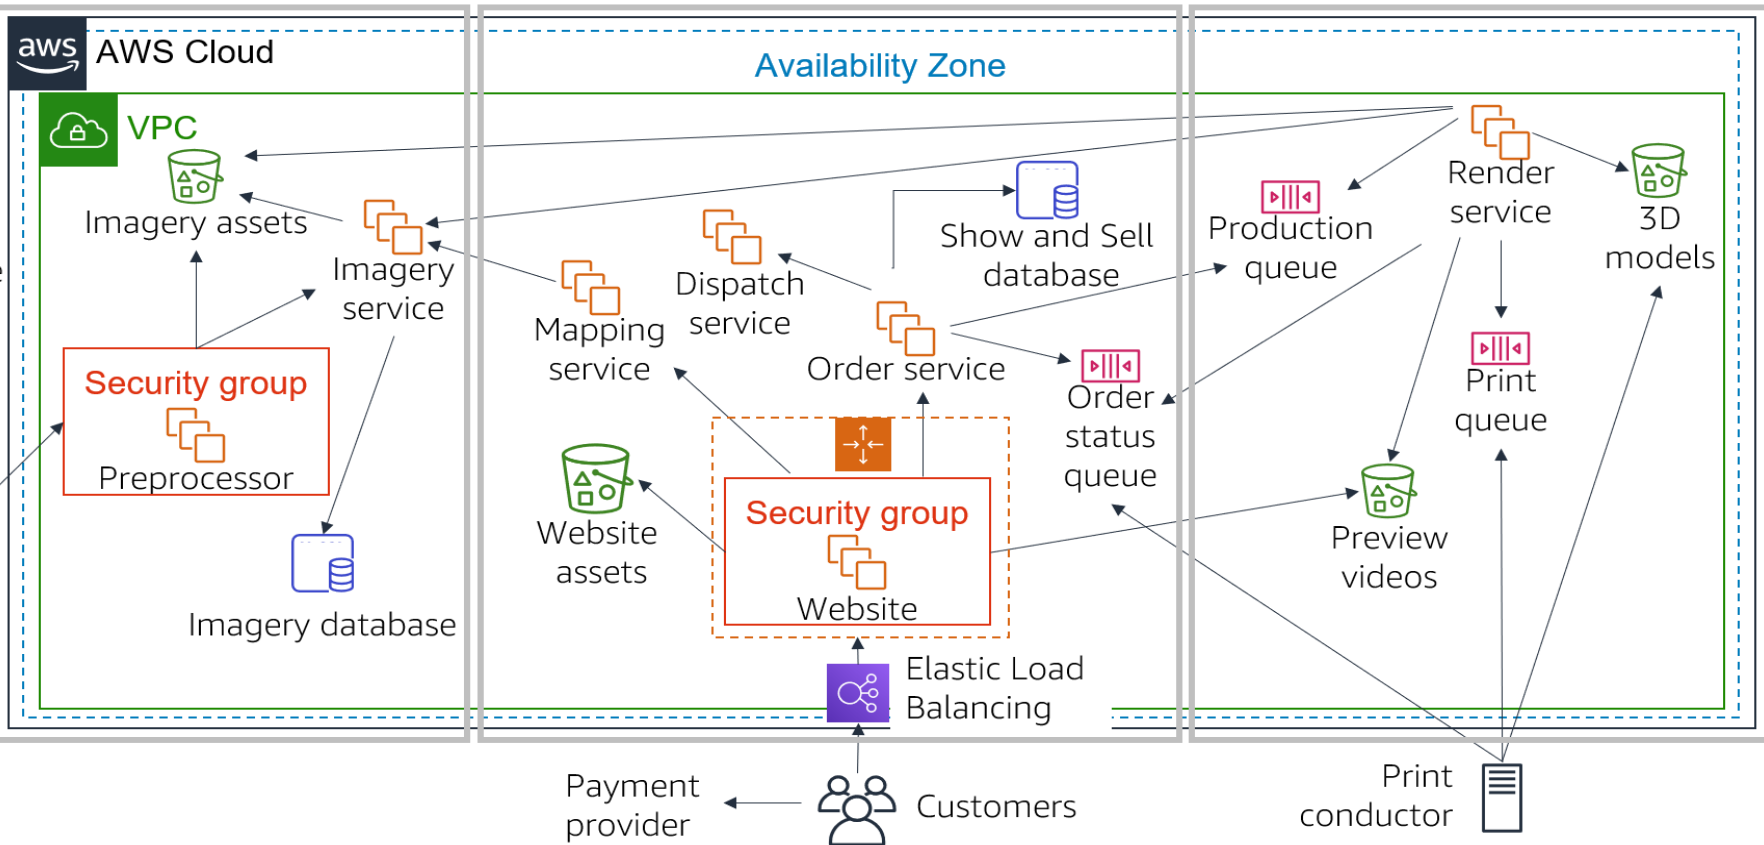 aws
AWS Cloud
Availability Zone
VPC
Imagery assets
Imagery
service
Security group
Preprocessor
Imagery database
Mapping
service
Dispatch
service
Show and Sell
database
Order service
Order
status
queue
Website
assets
Security group
Website
Elastic Load
Balancing
Production
queue
Render
service
3D
models
Print
queue
Preview
videos
Payment
provider
Customers
Print
conductor